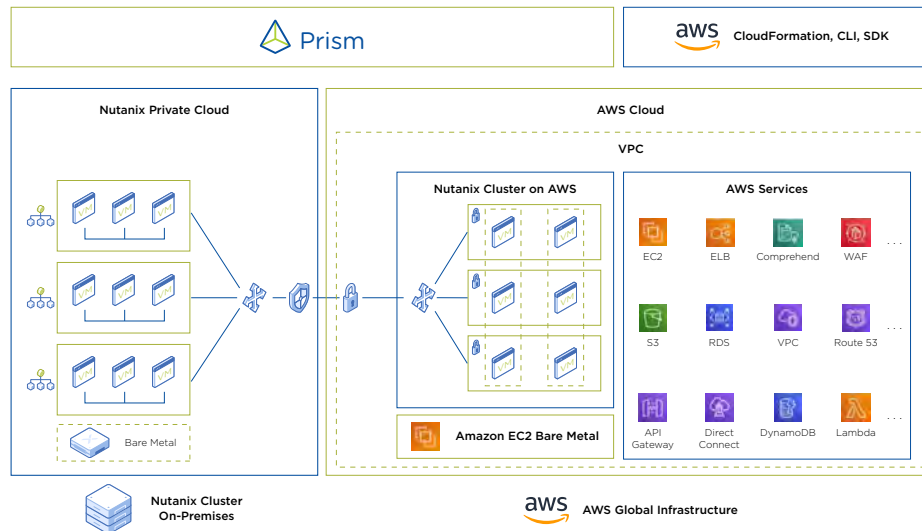 Prism
aws
CloudFormation, CLI, SDK
Nutanix Private Cloud
AWS Cloud
VPC
Nutanix Cluster on AWS
AWS Services
VM VM VM
VM VM
EC2 ELB Comprehend WAF ...
VM VM VM
VM VM
S3 RDS VPC Route 53 ...
VM VM VM
VM VM
API Gateway
Direct Connect
DynamoDB
Lambda
...
Bare Metal
Amazon EC2 Bare Metal
Nutanix Cluster
On-Premises
aws
AWS Global Infrastructure